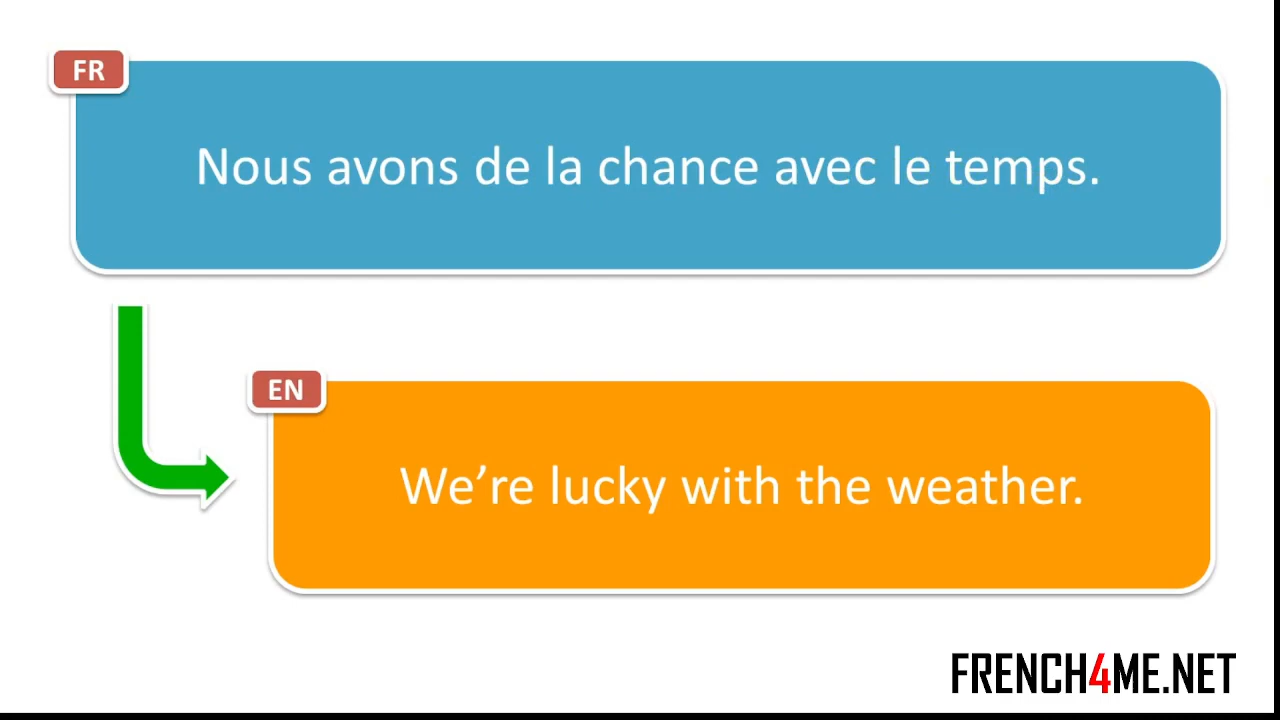 FR
Nous avons de la chance avec le temps.
EN
We’re lucky with the weather.
FRENCH4ME.NET